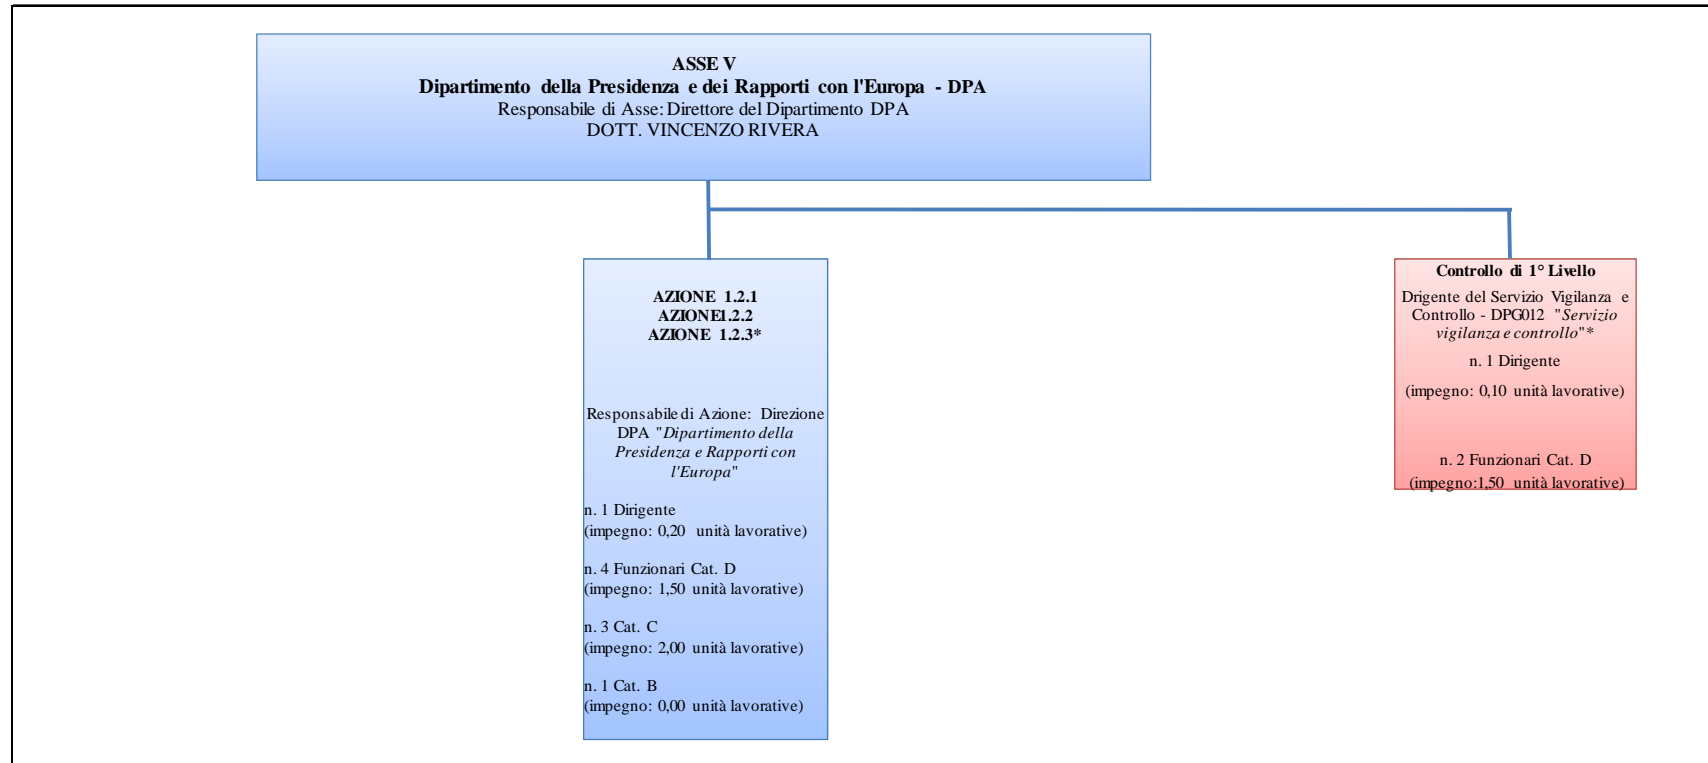 ASSE V
Dipartimento della Presidenza e dei Rapporti con l'Europa - DPA
Responsabile di Asse: Direttore del Dipartimento DPA
DOTT. VINCENZO RIVERA
AZIONE 1.2.1
AZIONE1.2.2
AZIONE 1.2.3*
Responsabile di Azione: Direzione
DPA "Dipartimento della
Presidenza e Rapporti con
l'Europa"
n. 1 Dirigente
(impegno: 0,20 unità lavorative)
n. 4 Funzionari Cat. D
(impegno: 1,50 unità lavorative)
n. 3 Cat. C
(impegno: 2,00 unità lavorative)
n. 1 Cat. B
(impegno: 0,00 unità lavorative)
Controllo di 1° Livello
Drigente del Servizio Vigilanza e
Controllo - DPG012 "Servizio
vigilanza e controllo"*
n. 1 Dirigente
(impegno: 0,10 unità lavorative)
n. 2 Funzionari Cat. D
(impegno:1,50 unità lavorative)